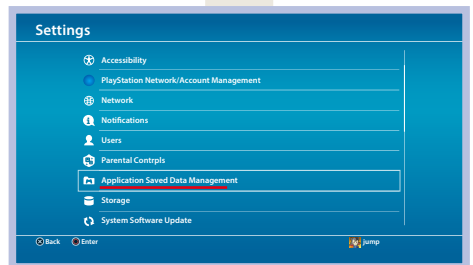 Settings
Accessibility
PlayStation Network/Account Management
Network
Notifications
Users
Parental Contrpls
Application Saved Data Management
Storage
System Software Update
Back Enter jump